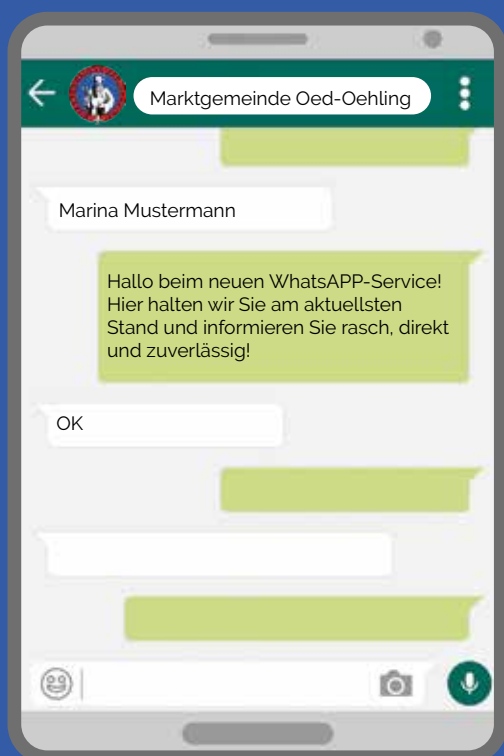 Marktgemeinde Oed-Oehling
Marina Mustermann
Hallo beim neuen WhatsAPP-Service!
Hier halten wir Sie am aktuellsten
Stand und informieren Sie rasch, direkt
und zuverlässig!
OK